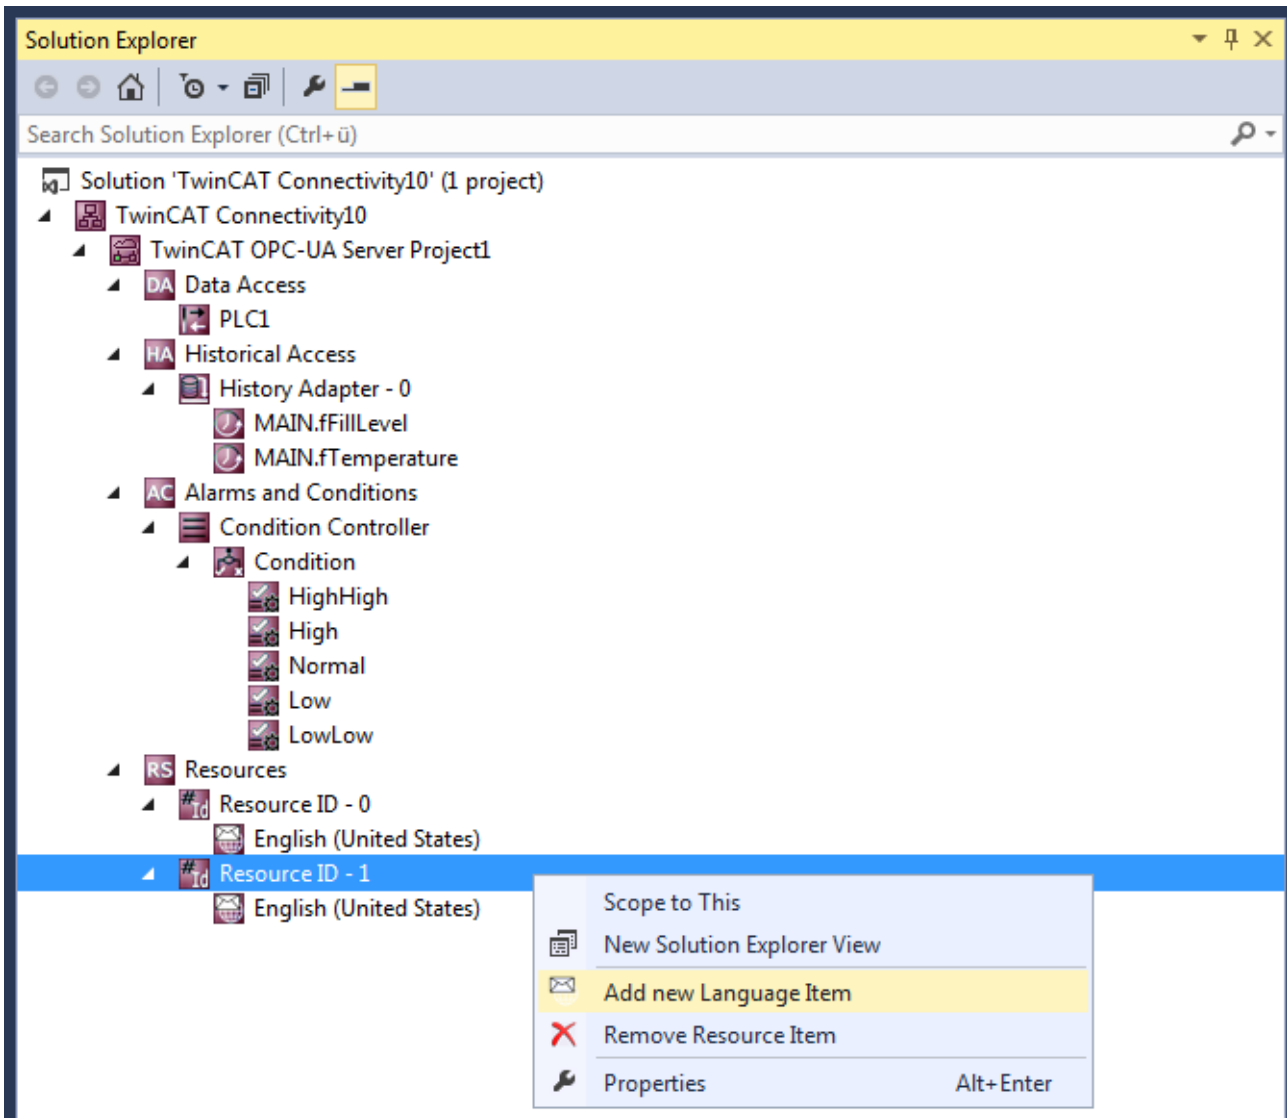 Solution Explorer
Search Solution Explorer (Ctrl+ü)
Solution 'TwinCAT Connectivity10' (1 project)
TwinCAT Connectivity10
TwinCAT OPC-UA Server Project1
DA Data Access
PLC1
HA Historical Access
History Adapter - 0
MAIN.fFillLevel
MAIN.fTemperature
AC Alarms and Conditions
Condition Controller
Condition
HighHigh
High
Normal
Low
LowLow
RS Resources
#Id Resource ID - 0
English (United States)
#Id Resource ID - 1
English (United States)
Scope to This
New Solution Explorer View
Add new Language Item
Remove Resource Item
Properties Alt+Enter